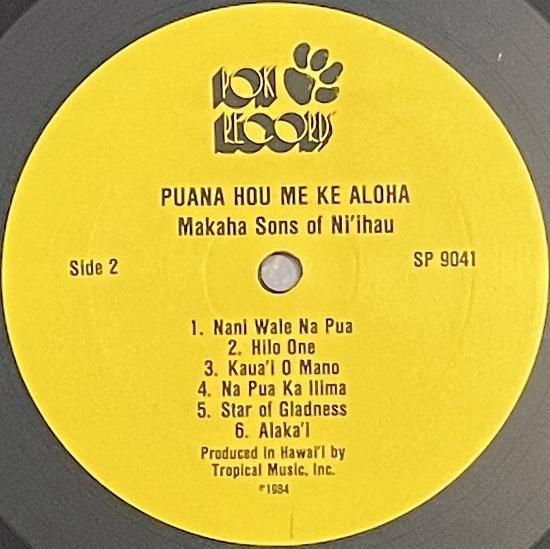 POKI
RECORDS
PUANA HOU ME KE ALOHA
Makaha Sons of Ni'ihau
Side 2
SP 9041
1. Nani Wale Na Pua
2. Hilo One
3. Kaua'i O Mano
4. Na Pua Ka Ilima
5. Star of Gladness
6. Alaka'i
Produced in Hawai'i by
Tropical Music, Inc.
℗1984